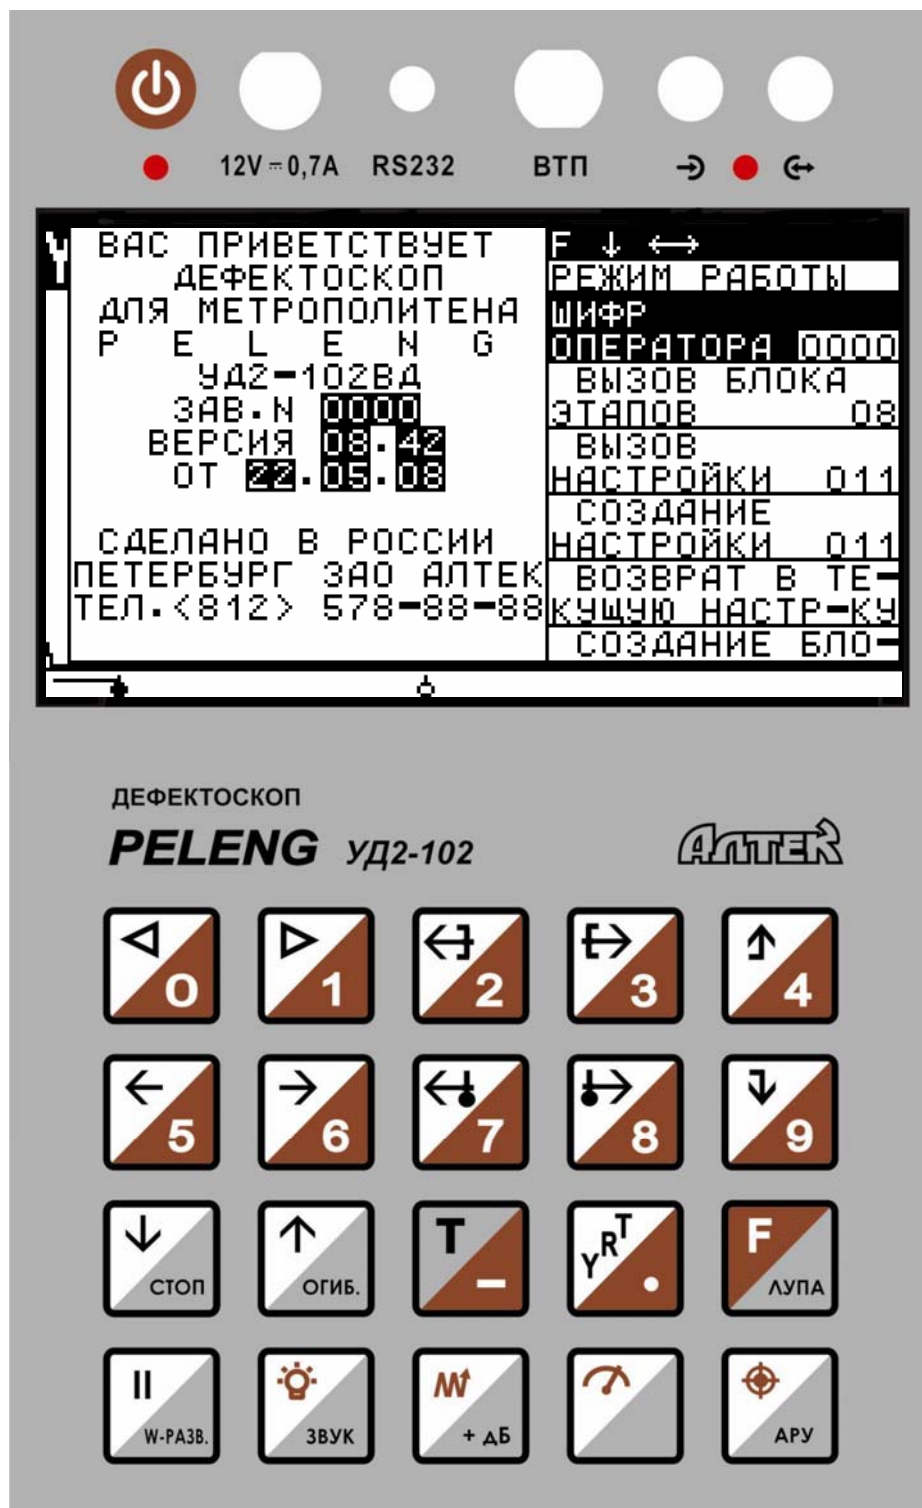 12V 0,7A RS232 ВТП
ВАС ПРИВЕТСТВУЕТ
ДЕФЕКТОСКОП
ДЛЯ МЕТРОПОЛИТЕНА
P E L E N G
УД2-102ВД
ЗАВ.N 0000
ВЕРСИЯ 08.42
ОТ 22.05.08
СДЕЛАНО В РОССИИ
ПЕТЕРБУРГ ЗАО АЛТЕК
ТЕЛ.<812> 578-88-88
F ↓ ↔
РЕЖИМ РАБОТЫ
ШИФР
ОПЕРАТОРА 0000
ВЫЗОВ БЛОКА
ЭТАПОВ 08
ВЫЗОВ
НАСТРОЙКИ 011
СОЗДАНИЕ
НАСТРОЙКИ 011
ВОЗВРАТ В ТЕ-
КУЩУЮ НАСТР-КУ
СОЗДАНИЕ БЛО-
ДЕФЕКТОСКОП
PELENG УД2-102
АЛТЕК
0 1 2 3 4
5 6 7 8 9
СТОП ОГИБ. T – YRT . F ЛУПА
W-РАЗВ. ЗВУК + дБ АРУ